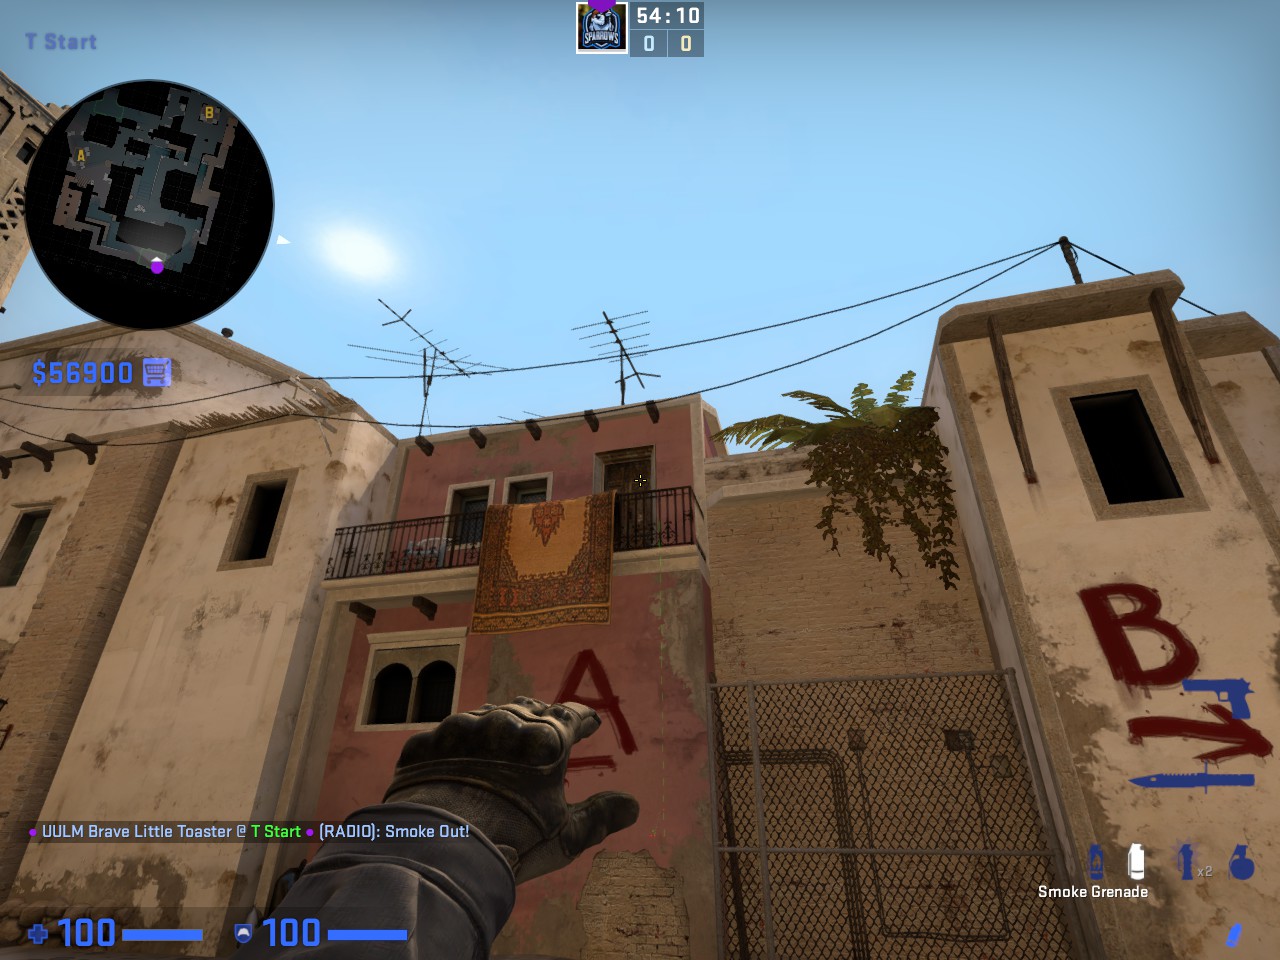 T Start
SPARROWS
54:10
0 0
B
A
$56900
A
B
UULM Brave Little Toaster @ T Start ● (RADIO): Smoke Out!
x2
Smoke Grenade
100
100